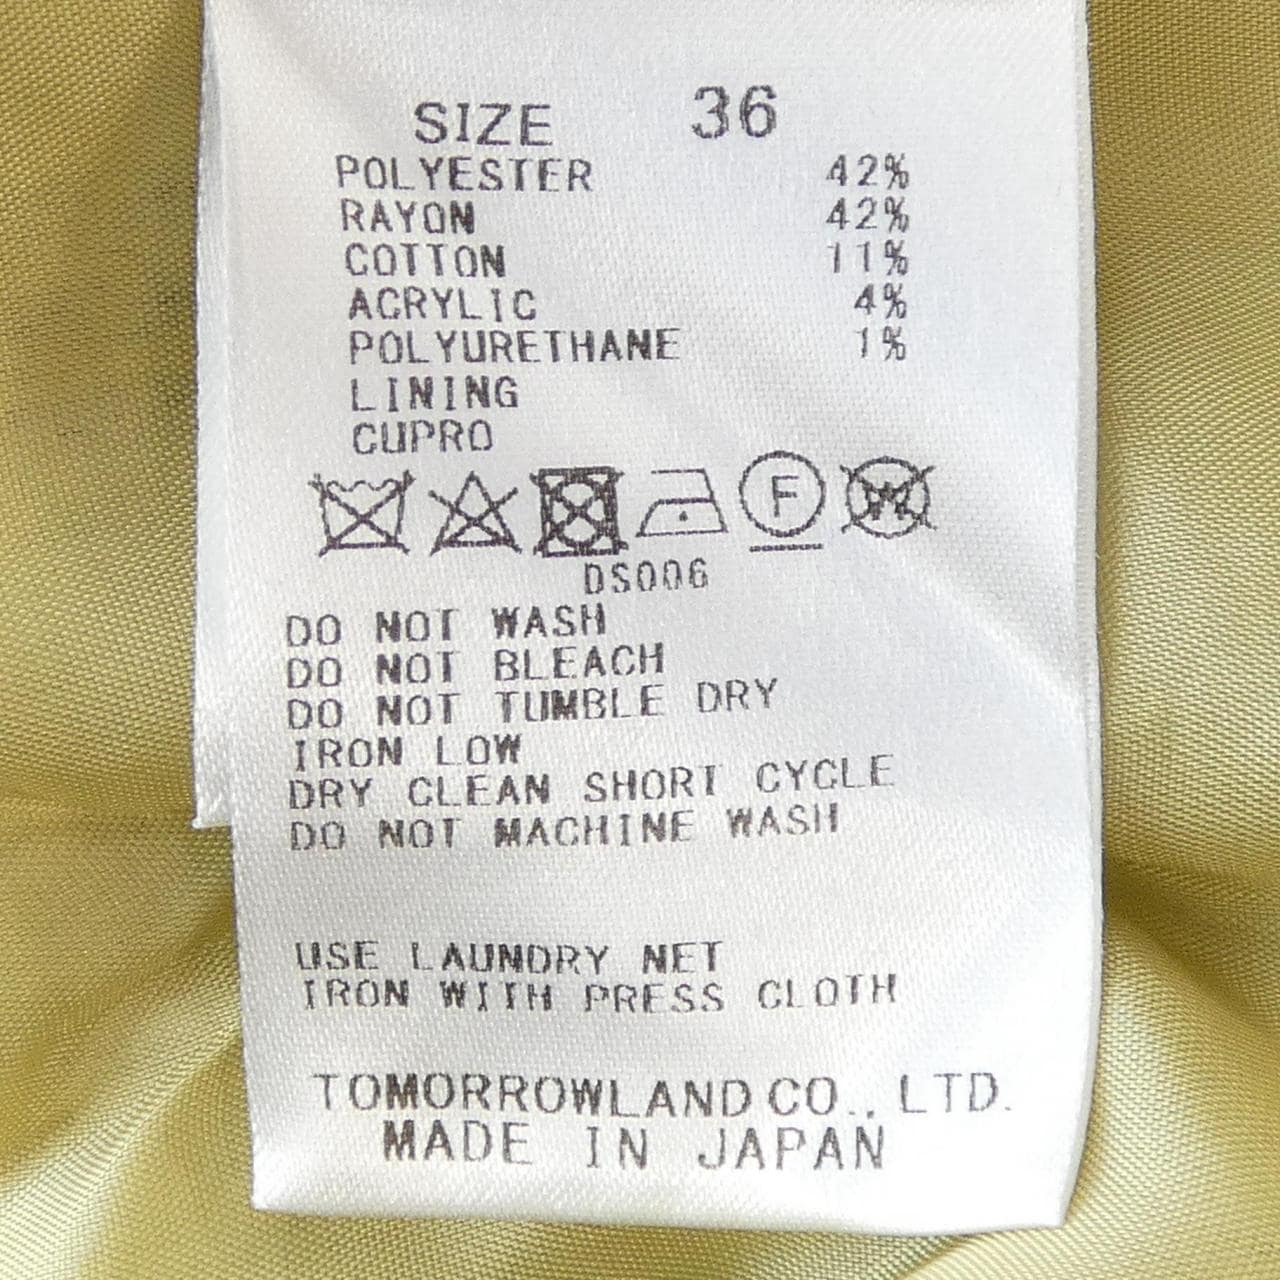 SIZE 36
POLYESTER 42%
RAYON 42%
COTTON 11%
ACRYLIC 4%
POLYURETHANE 1%
LINING
CUPRO
F W
DS006
DO NOT WASH
DO NOT BLEACH
DO NOT TUMBLE DRY
IRON LOW
DRY CLEAN SHORT CYCLE
DO NOT MACHINE WASH
USE LAUNDRY NET
IRON WITH PRESS CLOTH
TOMORROWLAND CO., LTD.
MADE IN JAPAN